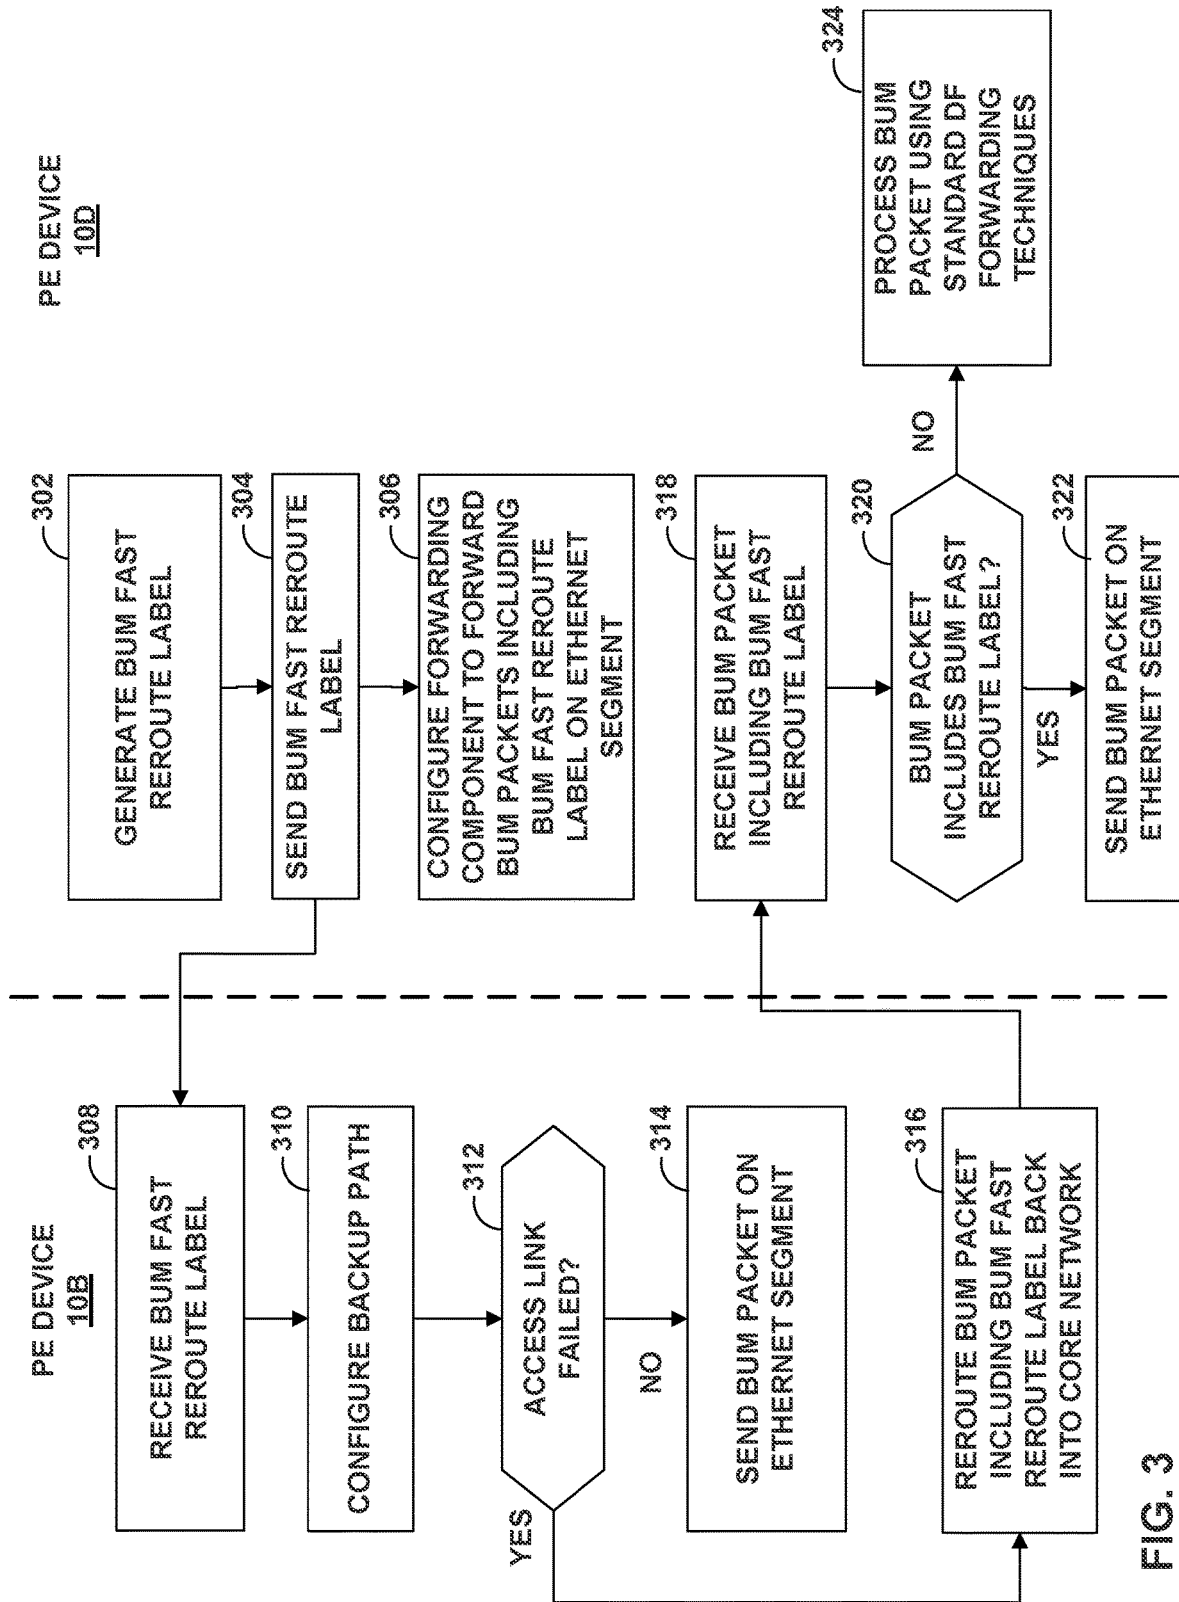 PE DEVICE
10B
308
RECEIVE BUM FAST
REROUTE LABEL
310
CONFIGURE BACKUP PATH
312
ACCESS LINK
FAILED?
YES
NO
314
SEND BUM PACKET ON
ETHERNET SEGMENT
316
REROUTE BUM PACKET
INCLUDING BUM FAST
REROUTE LABEL BACK
INTO CORE NETWORK
PE DEVICE
10D
302
GENERATE BUM FAST
REROUTE LABEL
304
SEND BUM FAST REROUTE
LABEL
306
CONFIGURE FORWARDING
COMPONENT TO FORWARD
BUM PACKETS INCLUDING
BUM FAST REROUTE
LABEL ON ETHERNET
SEGMENT
318
RECEIVE BUM PACKET
INCLUDING BUM FAST
REROUTE LABEL
320
BUM PACKET
INCLUDES BUM FAST
REROUTE LABEL?
NO
YES
322
SEND BUM PACKET ON
ETHERNET SEGMENT
324
PROCESS BUM
PACKET USING
STANDARD DF
FORWARDING
TECHNIQUES
FIG. 3